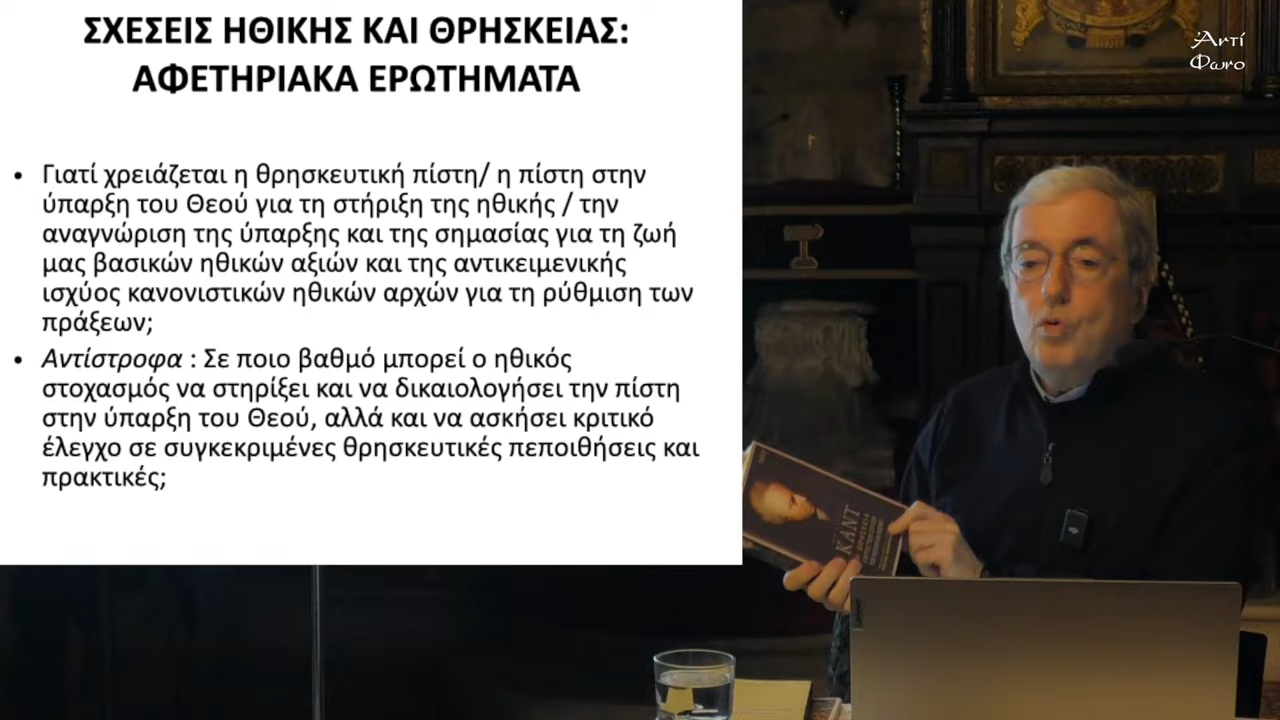 ΣΧΕΣΕΙΣ ΗΘΙΚΗΣ ΚΑΙ ΘΡΗΣΚΕΙΑΣ:
ΑΦΕΤΗΡΙΑΚΑ ΕΡΩΤΗΜΑΤΑ
• Γιατί χρειάζεται η θρησκευτική πίστη/ η πίστη στην
ύπαρξη του Θεού για τη στήριξη της ηθικής / την
αναγνώριση της ύπαρξης και της σημασίας για τη ζωή
μας βασικών ηθικών αξιών και της αντικειμενικής
ισχύος κανονιστικών ηθικών αρχών για τη ρύθμιση των
πράξεων;
• Αντίστροφα : Σε ποιο βαθμό μπορεί ο ηθικός
στοχασμός να στηρίξει και να δικαιολογήσει την πίστη
στην ύπαρξη του Θεού, αλλά και να ασκήσει κριτικό
έλεγχο σε συγκεκριμένες θρησκευτικές πεποιθήσεις και
πρακτικές;
Ἀντί
Φωνο
ΚΑΝΤ